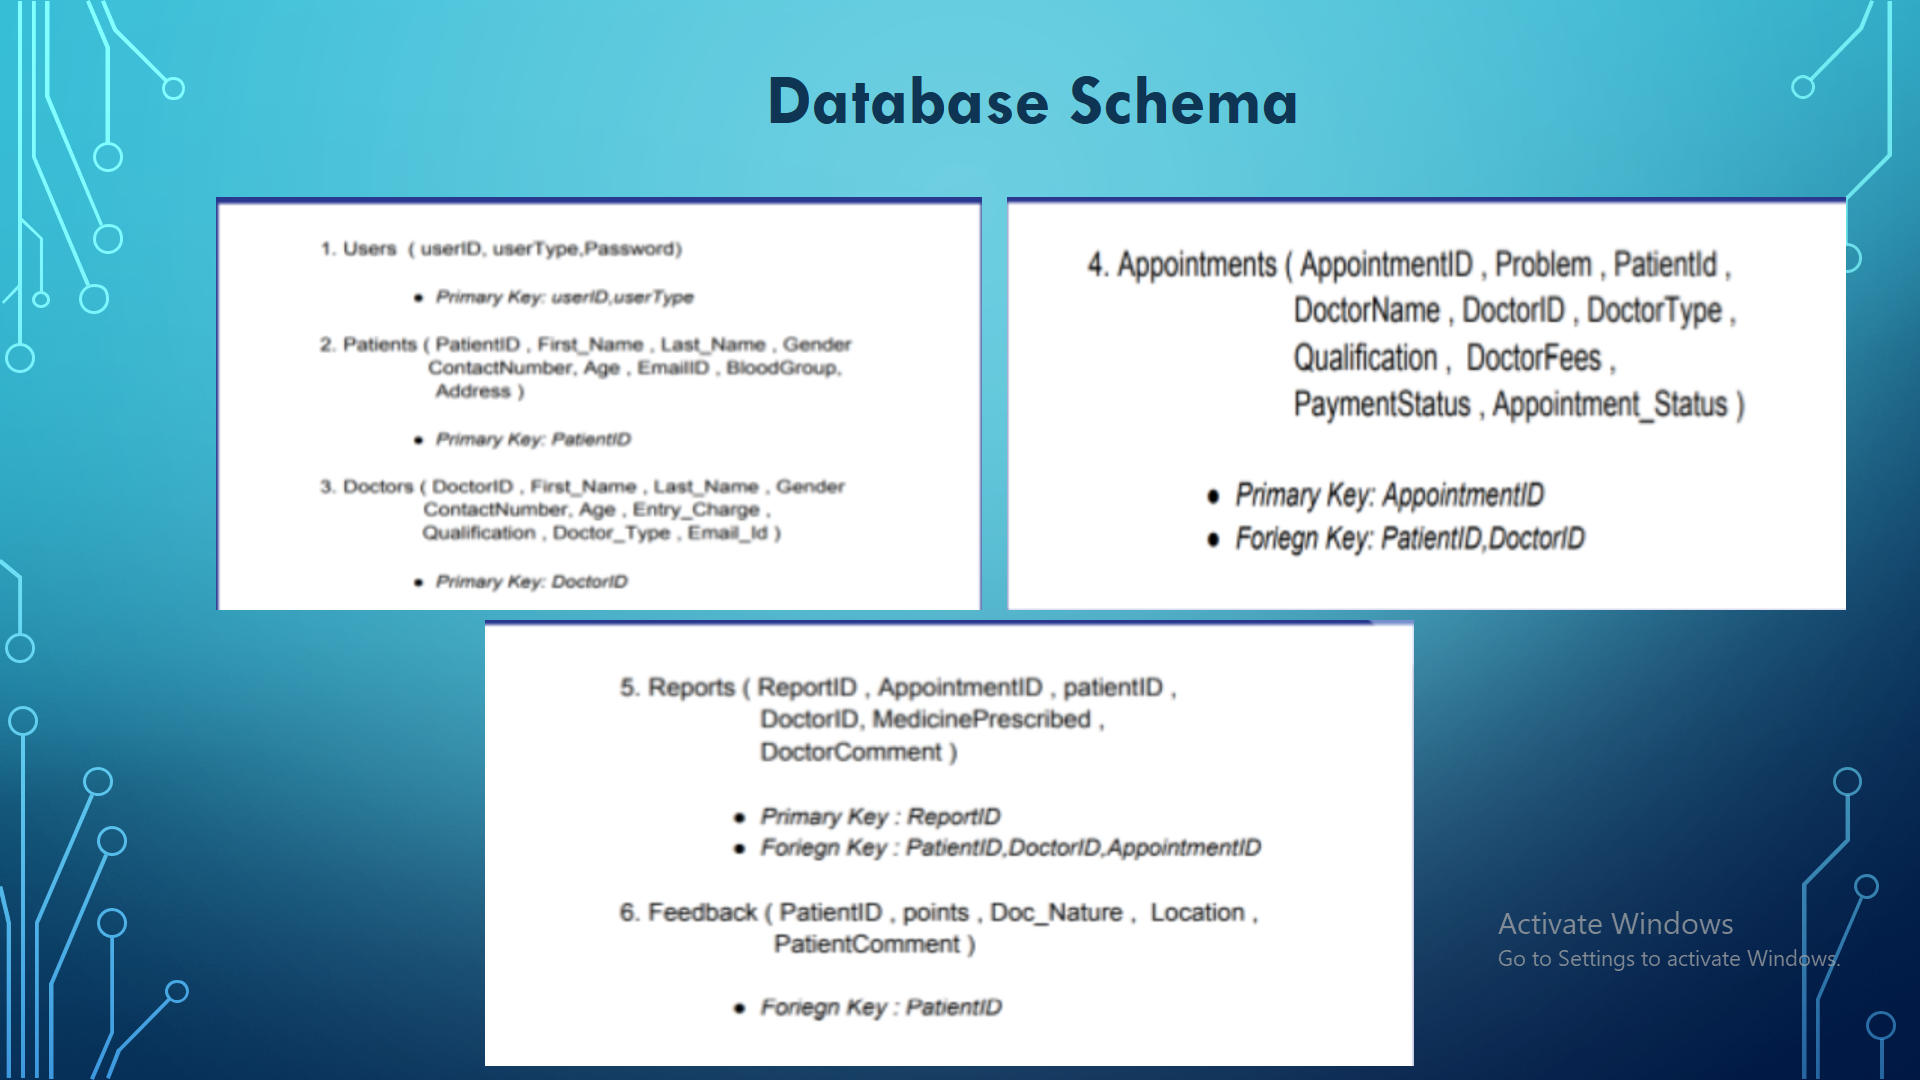 Database Schema
1. Users ( userID, userType,Password)
• Primary Key: userID,userType
2. Patients ( PatientID , First_Name , Last_Name , Gender
ContactNumber, Age , EmailID , BloodGroup,
Address )
• Primary Key: PatientID
3. Doctors ( DoctorID , First_Name , Last_Name , Gender
ContactNumber, Age , Entry_Charge ,
Qualification , Doctor_Type , Email_Id )
• Primary Key: DoctorID
4. Appointments ( AppointmentID , Problem , PatientId ,
DoctorName , DoctorID , DoctorType ,
Qualification , DoctorFees ,
PaymentStatus , Appointment_Status )
• Primary Key: AppointmentID
• Foriegn Key: PatientID,DoctorID
5. Reports ( ReportID , AppointmentID , patientID ,
DoctorID, MedicinePrescribed ,
DoctorComment )
• Primary Key : ReportID
• Foriegn Key : PatientID,DoctorID,AppointmentID
6. Feedback ( PatientID , points , Doc_Nature , Location ,
PatientComment )
• Foriegn Key : PatientID
Activate Windows
Go to Settings to activate Windows.